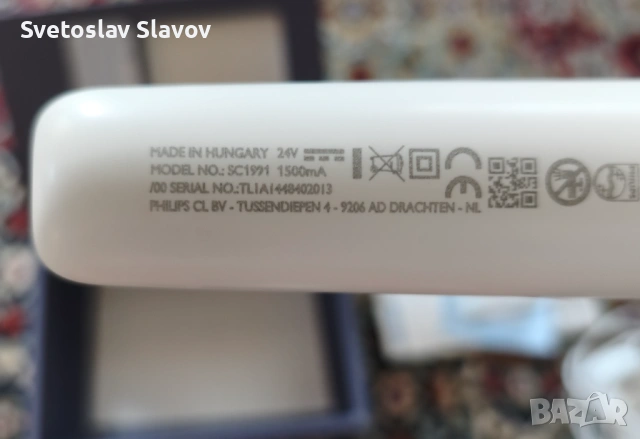 Svetoslav Slavov
MADE IN HUNGARY 24V
MODEL NO.: SC1991 1500mA
/00 SERIAL NO.:TL1A1448402013
PHILIPS CL BV - TUSSENDIEPEN 4 - 9206 AD DRACHTEN - NL
BAZAR